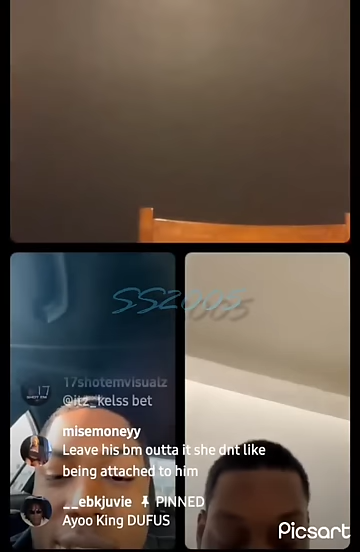 SS2005
17shotemvisualz
@itz_kelss bet
misemoneyy
Leave his bm outta it she dnt like
being attached to him
__ebkjuvie PINNED
Ayoo King DUFUS
Picsart